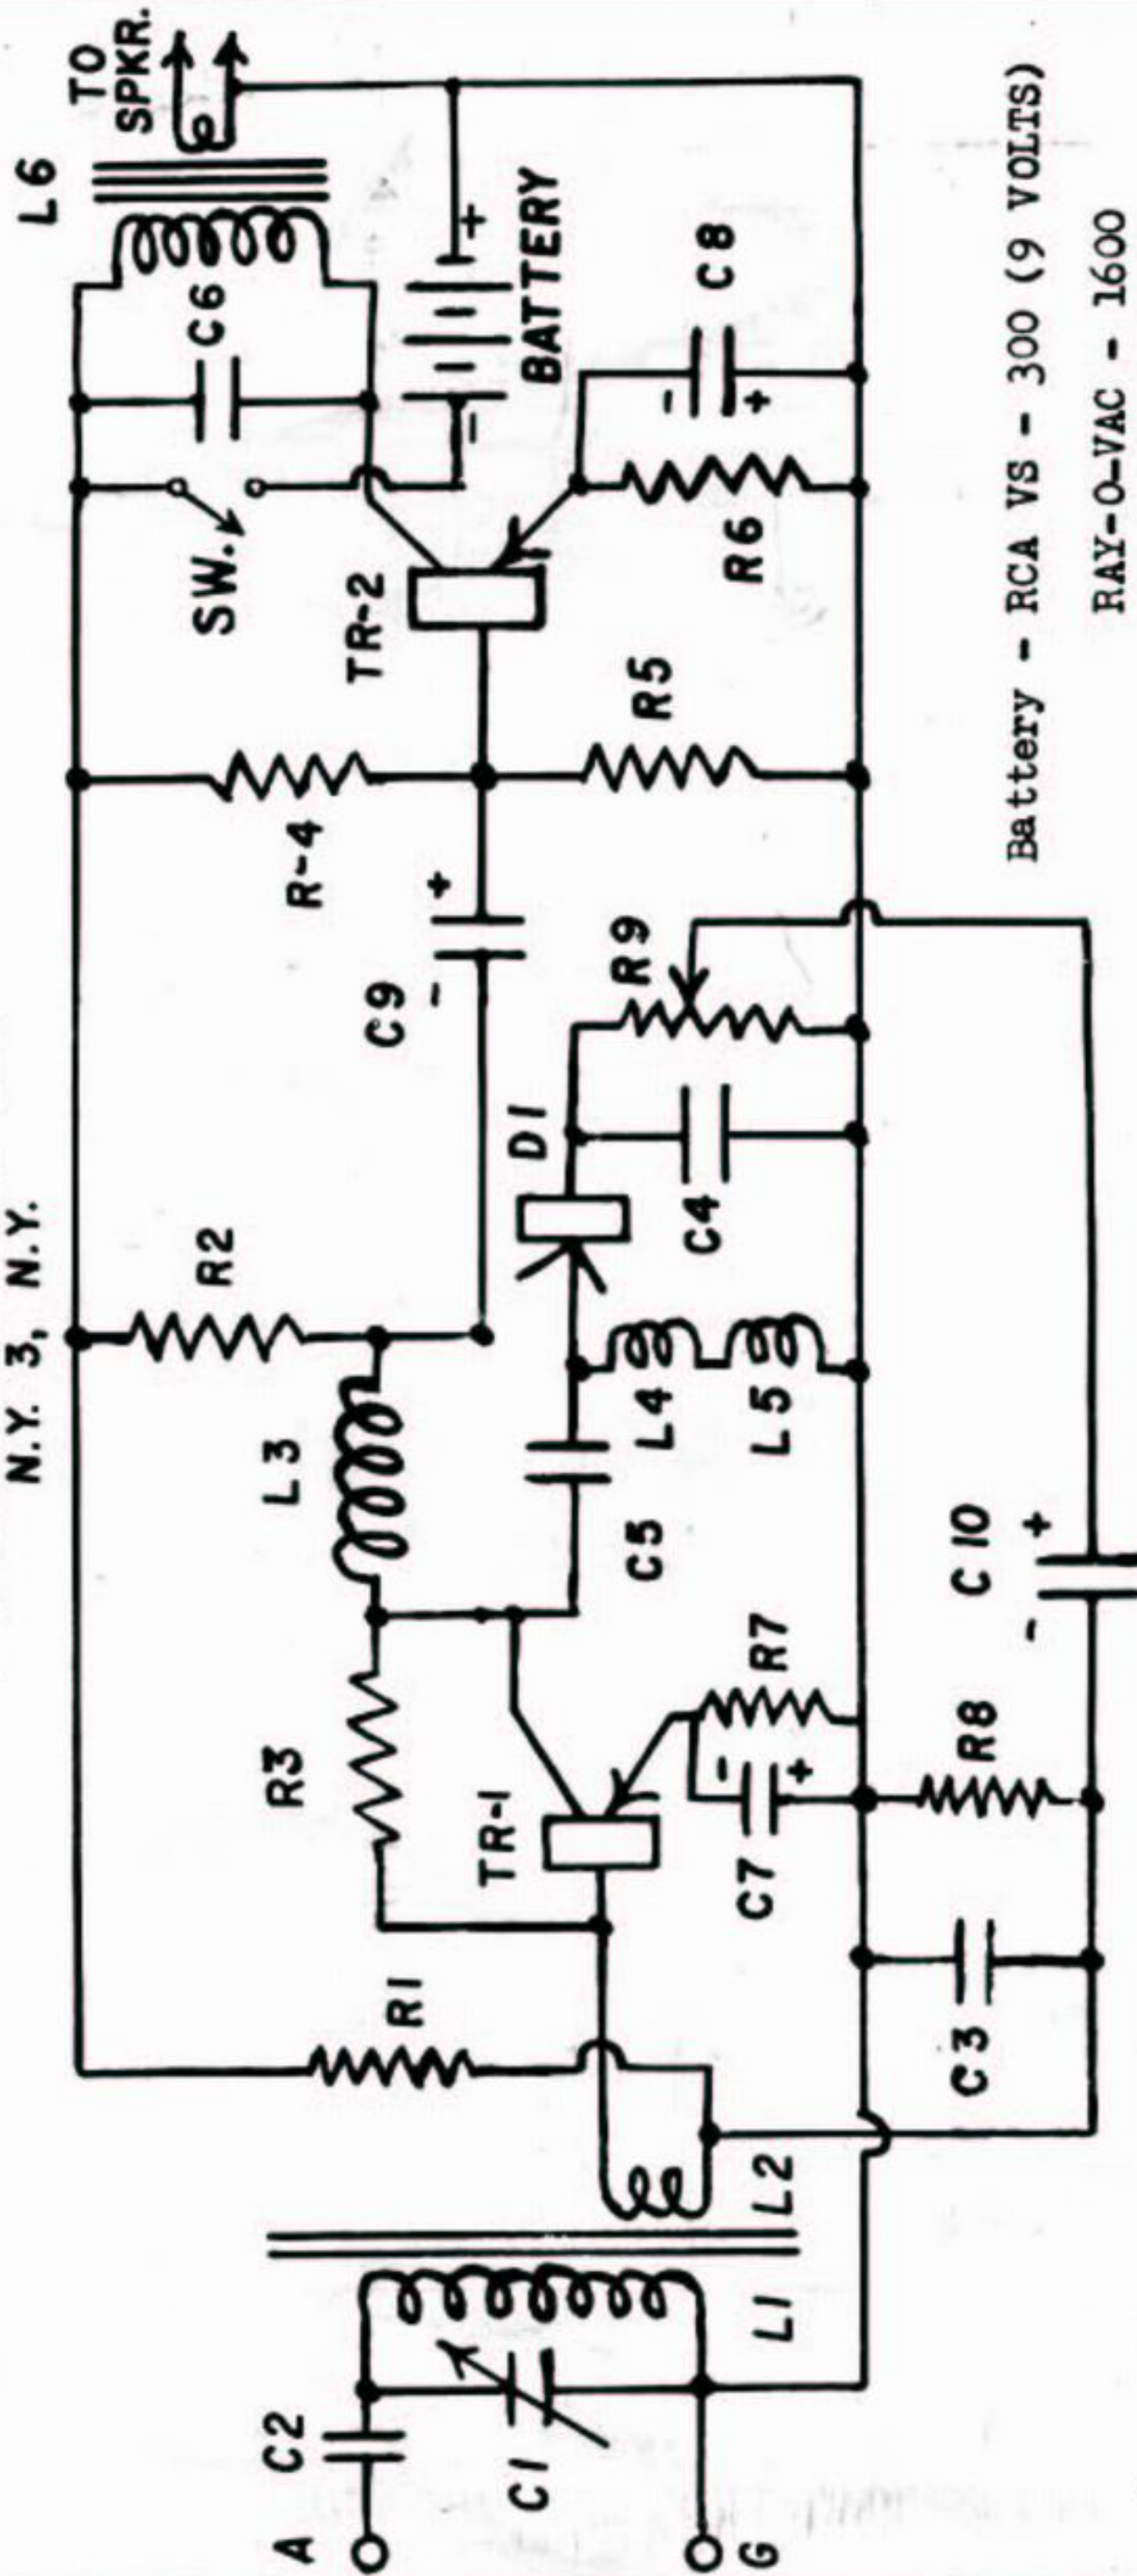 N.Y. 3, N.Y.
L6
TO
SPKR.
A
C2
C1
G
L1
L2
R1
R3
L3
R2
TR-1
C7
R7
C5
L4
L5
D1
C4
R9
C9
-
+
R-4
R5
TR-2
SW.
C6
BATTERY
-
+
R6
C8
-
+
-
+
C3
R8
C10
-
+
Battery - RCA VS - 300 (9 VOLTS)
RAY-O-VAC - 1600